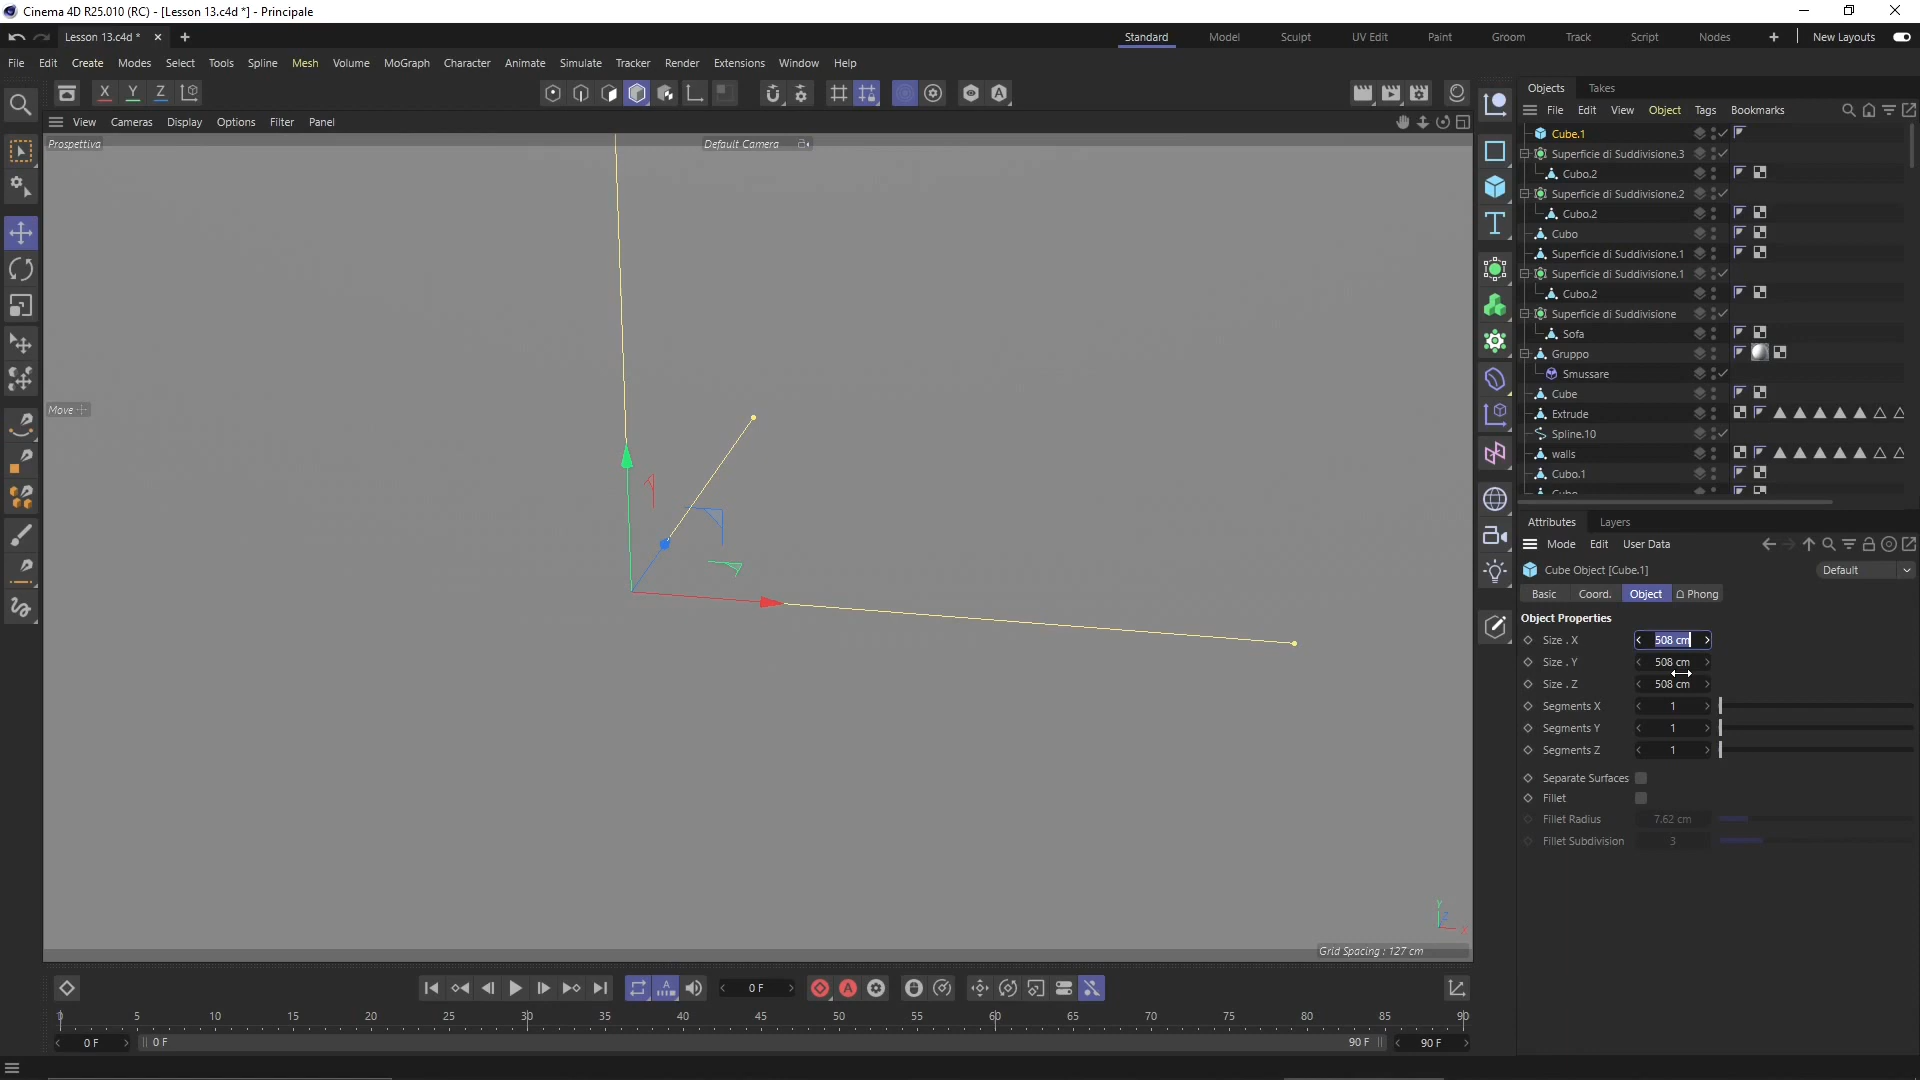 Cinema 4D R25.010 (RC) - [Lesson 13.c4d *] - Principale
Lesson 13.c4d *
Standard Model Sculpt UV Edit Paint Groom Track Script Nodes New Layouts
File Edit Create Modes Select Tools Spline Mesh Volume MoGraph Character Animate Simulate Tracker Render Extensions Window Help
X Y Z
View Cameras Display Options Filter Panel
Prospettiva
Default Camera
Move
Y
Z
X
Grid Spacing : 127 cm
Objects Takes
File Edit View Object Tags Bookmarks
Cube.1
Superficie di Suddivisione.3
Cubo.2
Superficie di Suddivisione.2
Cubo.2
Cubo
Superficie di Suddivisione.1
Superficie di Suddivisione.1
Cubo.2
Superficie di Suddivisione
Sofa
Gruppo
Smussare
Cube
Extrude
Spline.10
walls
Cubo.1
Attributes Layers
Mode Edit User Data
Cube Object [Cube.1] Default
Basic Coord. Object Phong
Object Properties
Size . X 508 cm
Size . Y 508 cm
Size . Z 508 cm
Segments X 1
Segments Y 1
Segments Z 1
Separate Surfaces
Fillet
Fillet Radius 7.62 cm
Fillet Subdivision 3
0 F
0 5 10 15 20 25 30 35 40 45 50 55 60 65 70 75 80 85 90
0 F 0 F 90 F 90 F